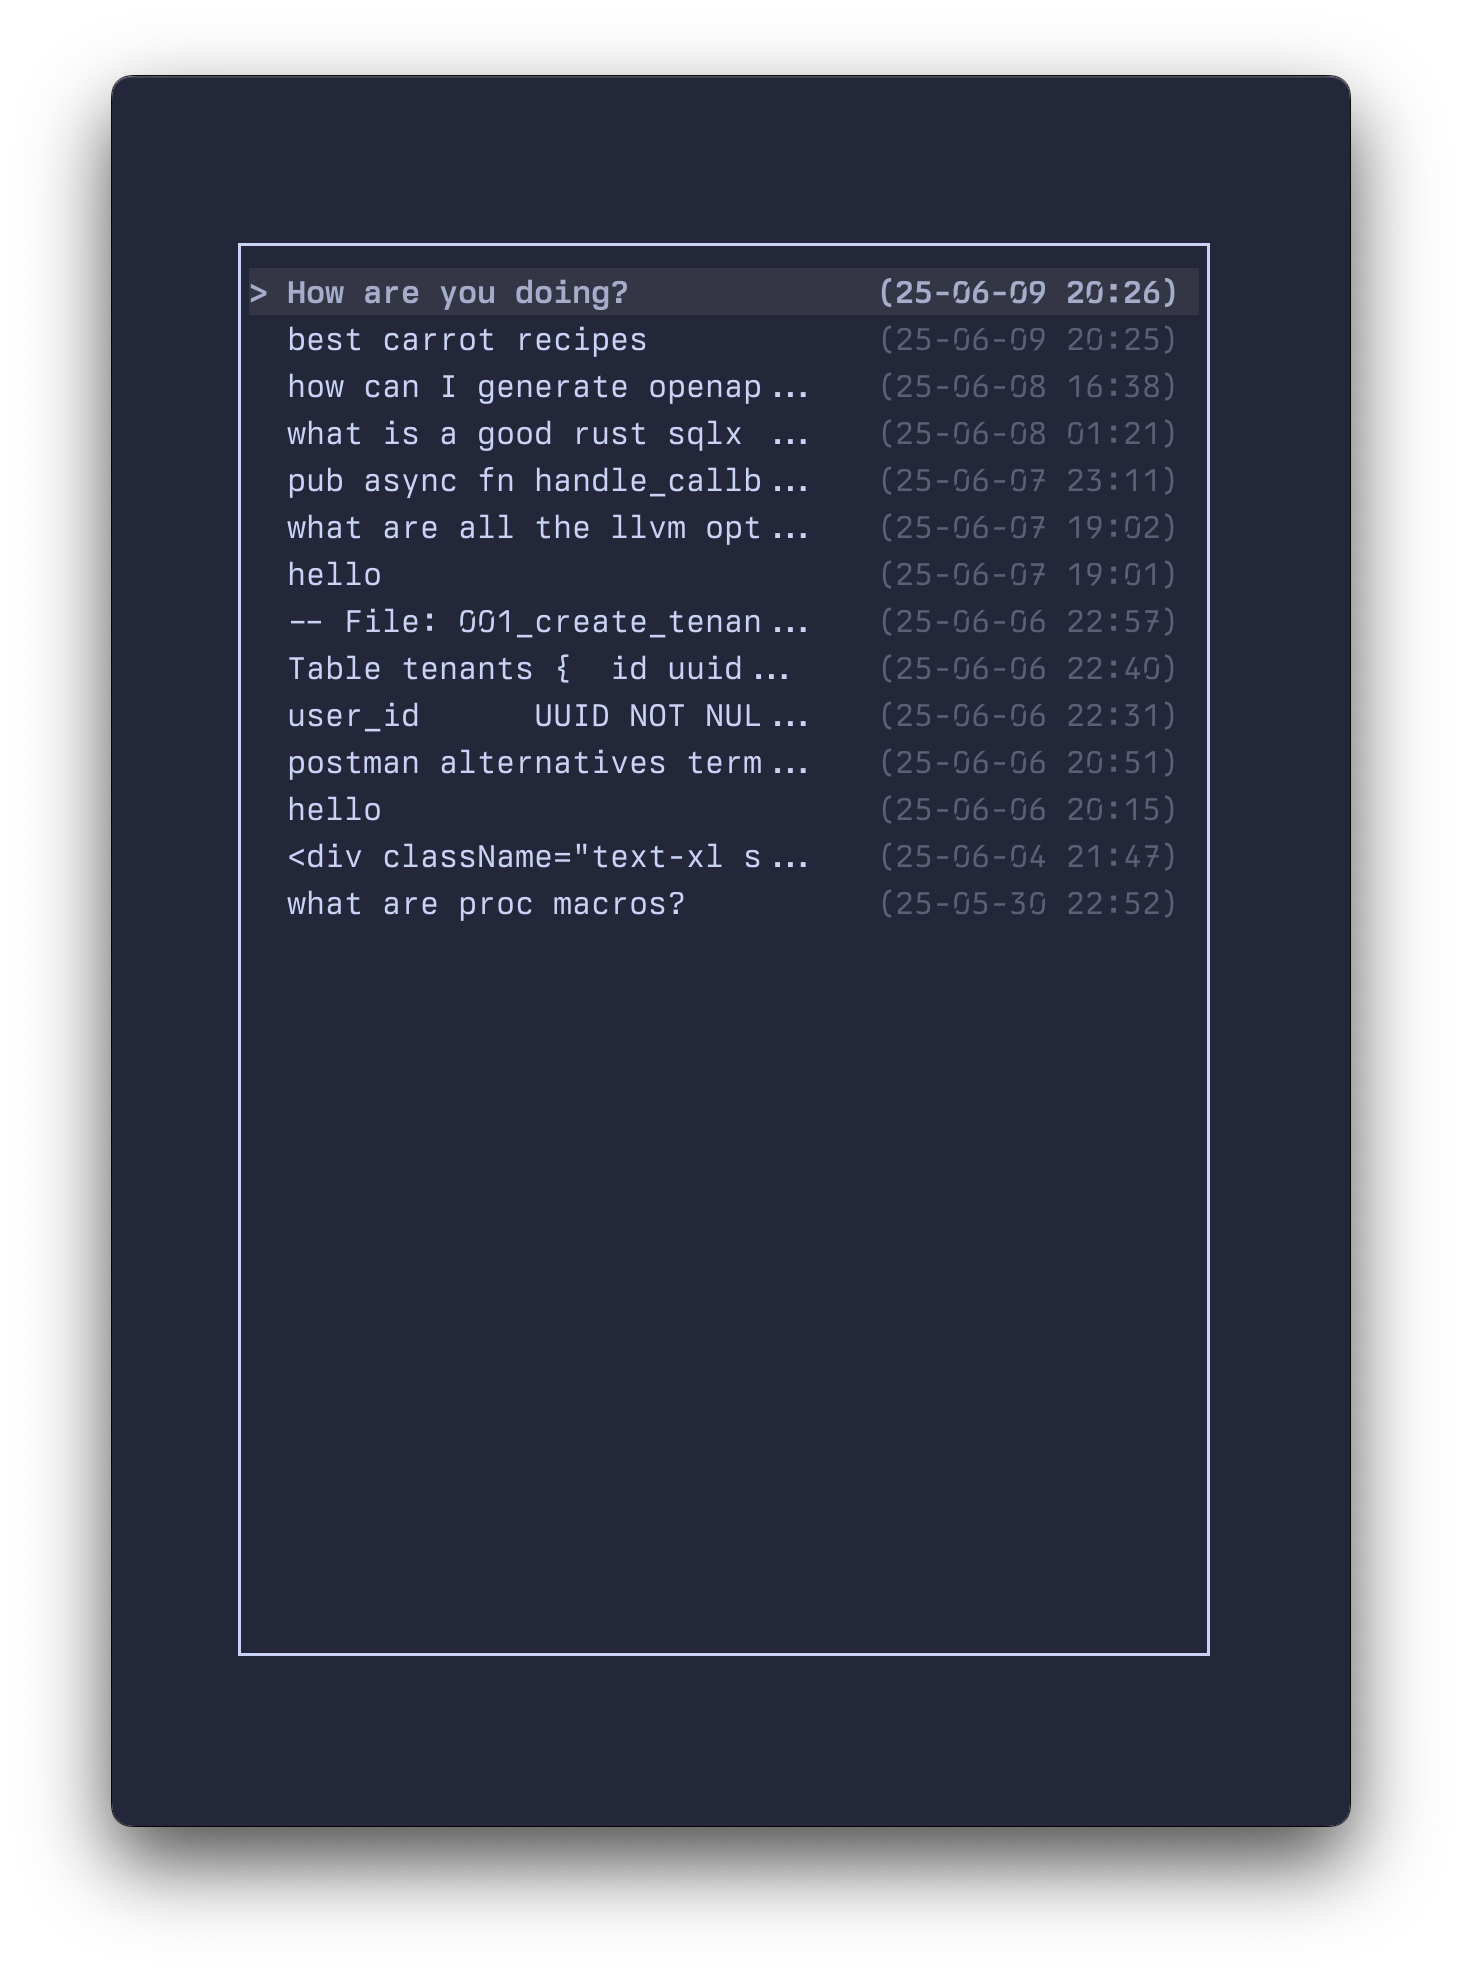 > How are you doing? (25-06-09 20:26)
best carrot recipes (25-06-09 20:25)
how can I generate openap... (25-06-08 16:38)
what is a good rust sqlx ... (25-06-08 01:21)
pub async fn handle_callb... (25-06-07 23:11)
what are all the llvm opt... (25-06-07 19:02)
hello (25-06-07 19:01)
-- File: 001_create_tenan... (25-06-06 22:57)
Table tenants {  id uuid... (25-06-06 22:40)
user_id      UUID NOT NUL... (25-06-06 22:31)
postman alternatives term... (25-06-06 20:51)
hello (25-06-06 20:15)
<div className="text-xl s... (25-06-04 21:47)
what are proc macros? (25-05-30 22:52)